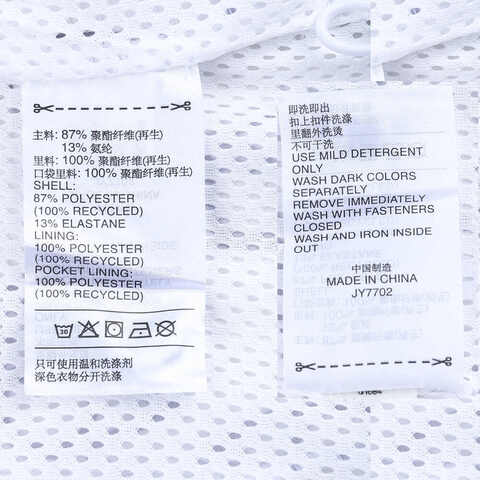 主料: 87% 聚酯纤维(再生)
13% 氨纶
里料: 100% 聚酯纤维(再生)
口袋里料: 100% 聚酯纤维(再生)
SHELL:
87% POLYESTER
(100% RECYCLED)
13% ELASTANE
LINING:
100% POLYESTER
(100% RECYCLED)
POCKET LINING:
100% POLYESTER
(100% RECYCLED)
只可使用温和洗涤剂
深色衣物分开洗涤
即洗即出
扣上扣件洗涤
里翻外洗烫
不可干洗
USE MILD DETERGENT
ONLY
WASH DARK COLORS
SEPARATELY
REMOVE IMMEDIATELY
WASH WITH FASTENERS
CLOSED
WASH AND IRON INSIDE
OUT
中国制造
MADE IN CHINA
JY7702